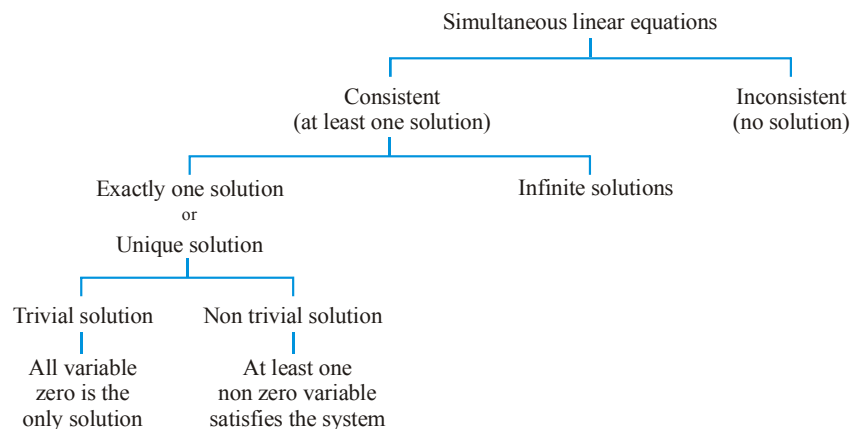 Simultaneous linear equations
Consistent
(at least one solution)
Inconsistent
(no solution)
Exactly one solution
or
Unique solution
Infinite solutions
Trivial solution
Non trivial solution
All variable
zero is the
only solution
At least one
non zero variable
satisfies the system